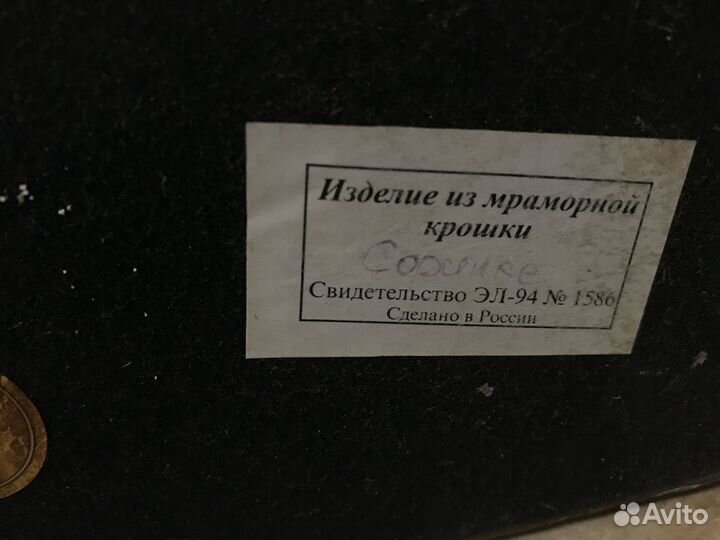 Изделие из мраморной
крошки
Свидетельство ЭЛ-94 № 1586
Сделано в России
Avito